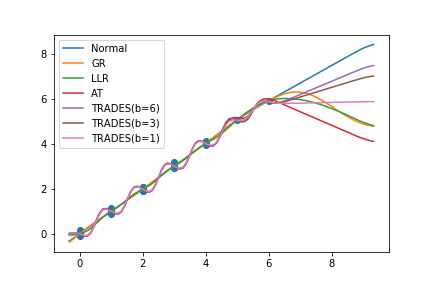 Normal
GR
LLR
AT
TRADES(b=6)
TRADES(b=3)
TRADES(b=1)
8
6
4
2
0
0 2 4 6 8